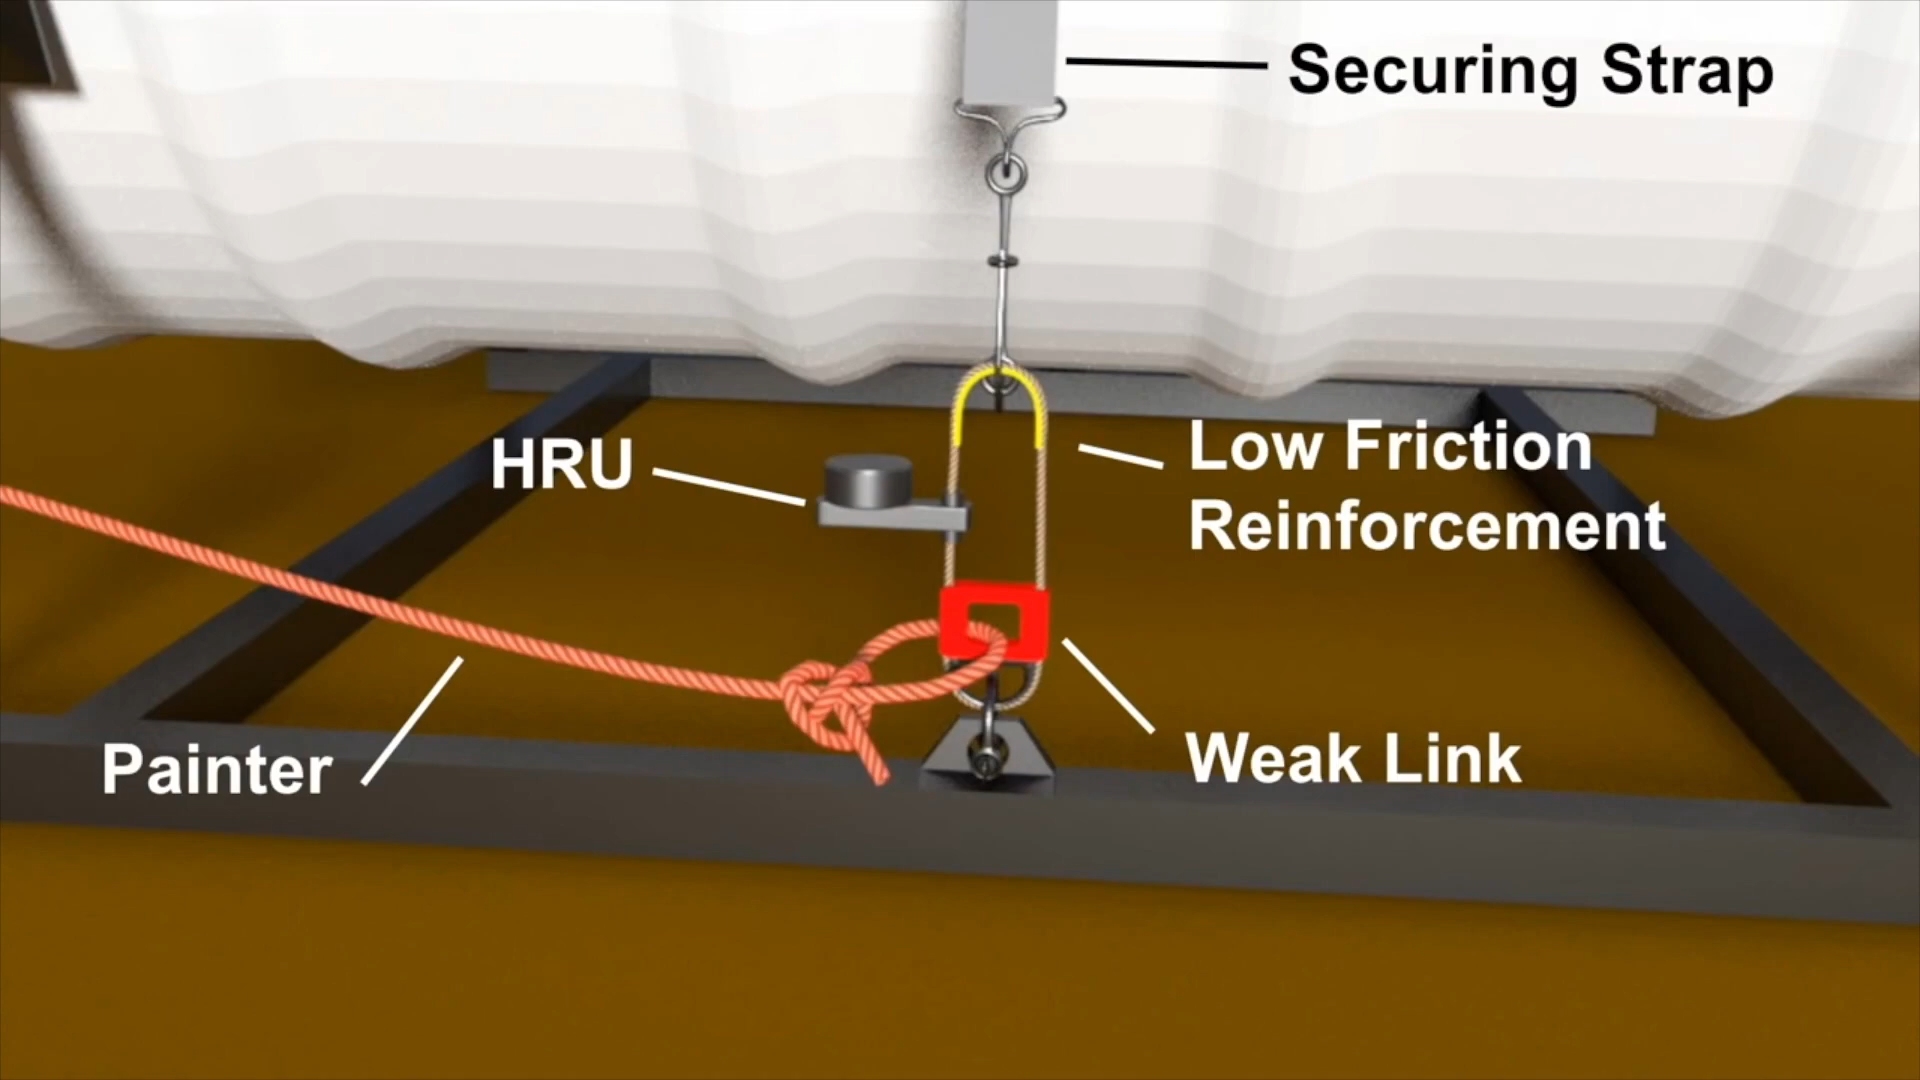 Securing Strap
HRU
Low Friction
Reinforcement
Painter
Weak Link